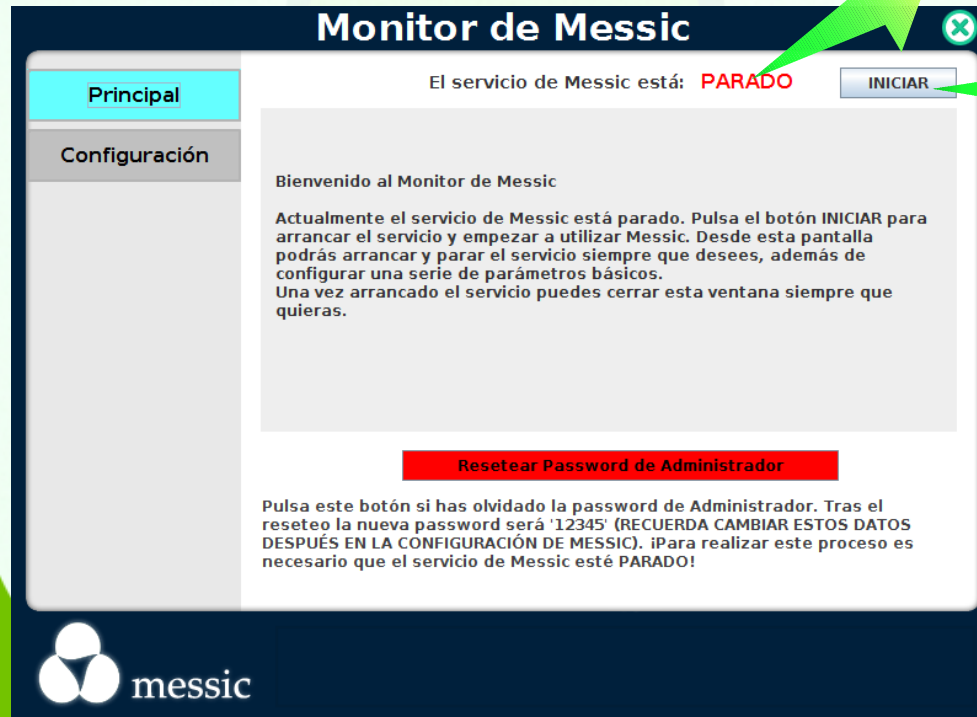 Monitor de Messic
Principal
Configuración
El servicio de Messic está: PARADO
INICIAR
Bienvenido al Monitor de Messic
Actualmente el servicio de Messic está parado. Pulsa el botón INICIAR para
arrancar el servicio y empezar a utilizar Messic. Desde esta pantalla
podrás arrancar y parar el servicio siempre que desees, además de
configurar una serie de parámetros básicos.
Una vez arrancado el servicio puedes cerrar esta ventana siempre que
quieras.
Resetear Password de Administrador
Pulsa este botón si has olvidado la password de Administrador. Tras el
reseteo la nueva password será '12345' (RECUERDA CAMBIAR ESTOS DATOS
DESPUÉS EN LA CONFIGURACIÓN DE MESSIC). ¡Para realizar este proceso es
necesario que el servicio de Messic esté PARADO!
messic